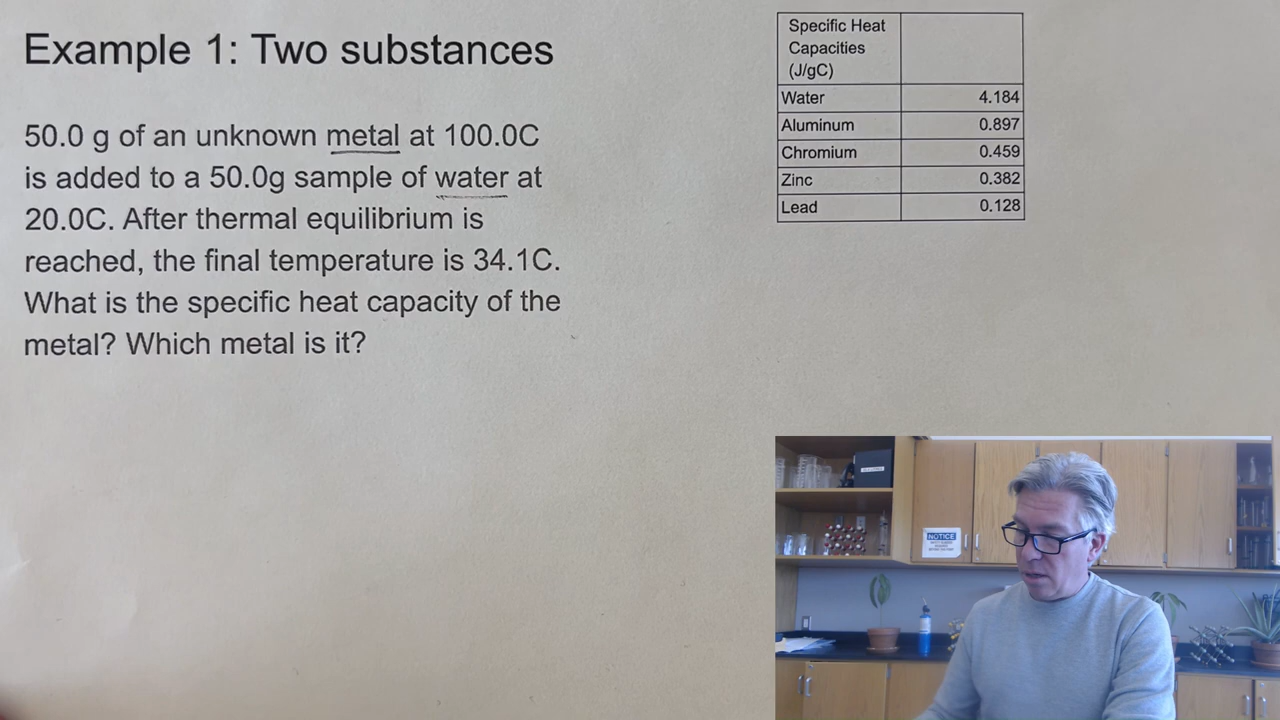 Example 1: Two substances
50.0 g of an unknown metal at 100.0C
is added to a 50.0g sample of water at
20.0C. After thermal equilibrium is
reached, the final temperature is 34.1C.
What is the specific heat capacity of the
metal? Which metal is it?
Specific Heat
Capacities
(J/gC)
Water 4.184
Aluminum 0.897
Chromium 0.459
Zinc 0.382
Lead 0.128
NOTICE